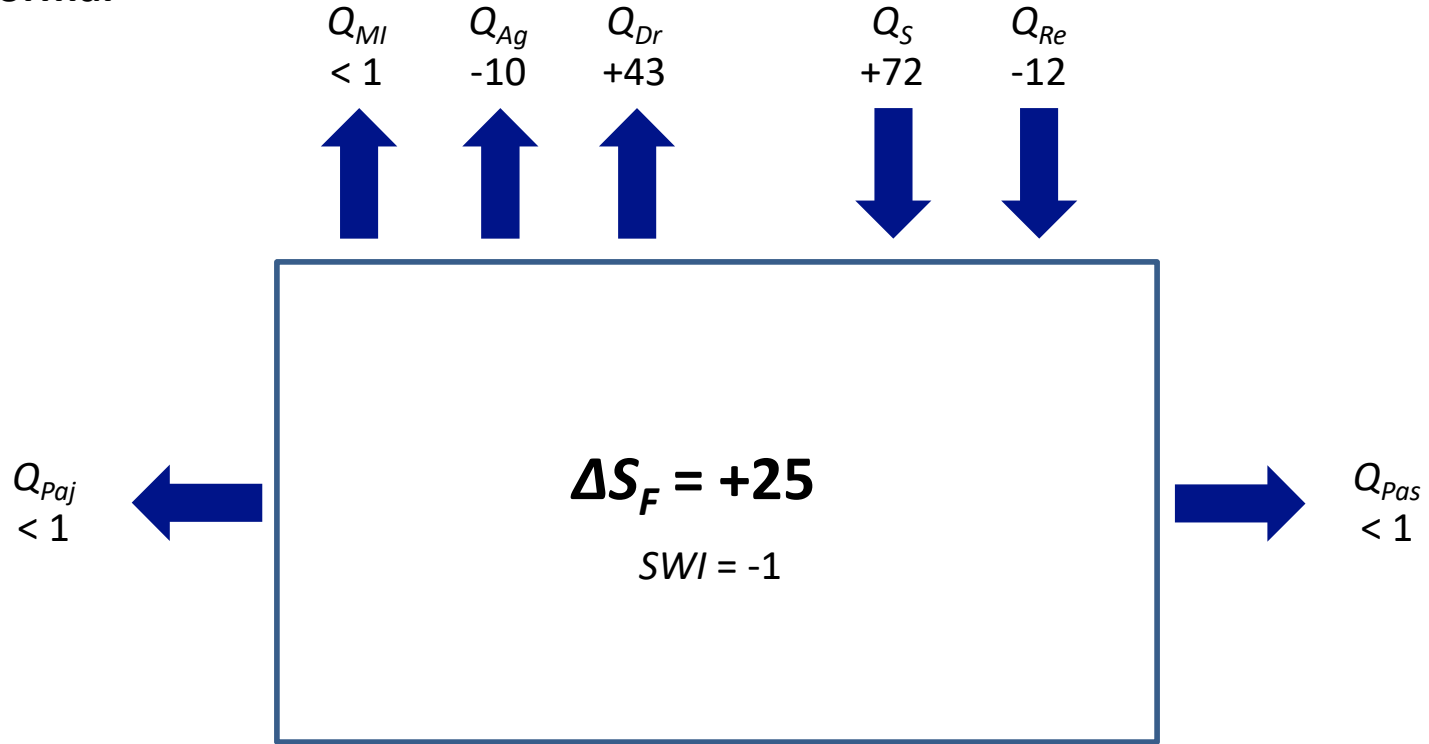 Q_MI Q_Ag Q_Dr Q_S Q_Re
< 1 -10 +43 +72 -12
Q_Paj
< 1
ΔS_F = +25
SWI = -1
Q_Pas
< 1